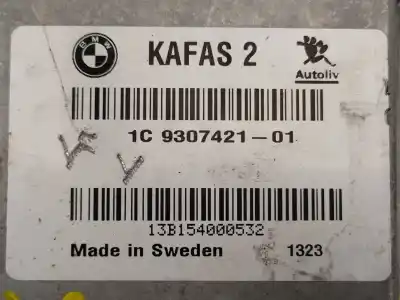 BMW
KAFAS 2
Autoliv
1C 9307421-01
13B154000532
Made in Sweden 1323